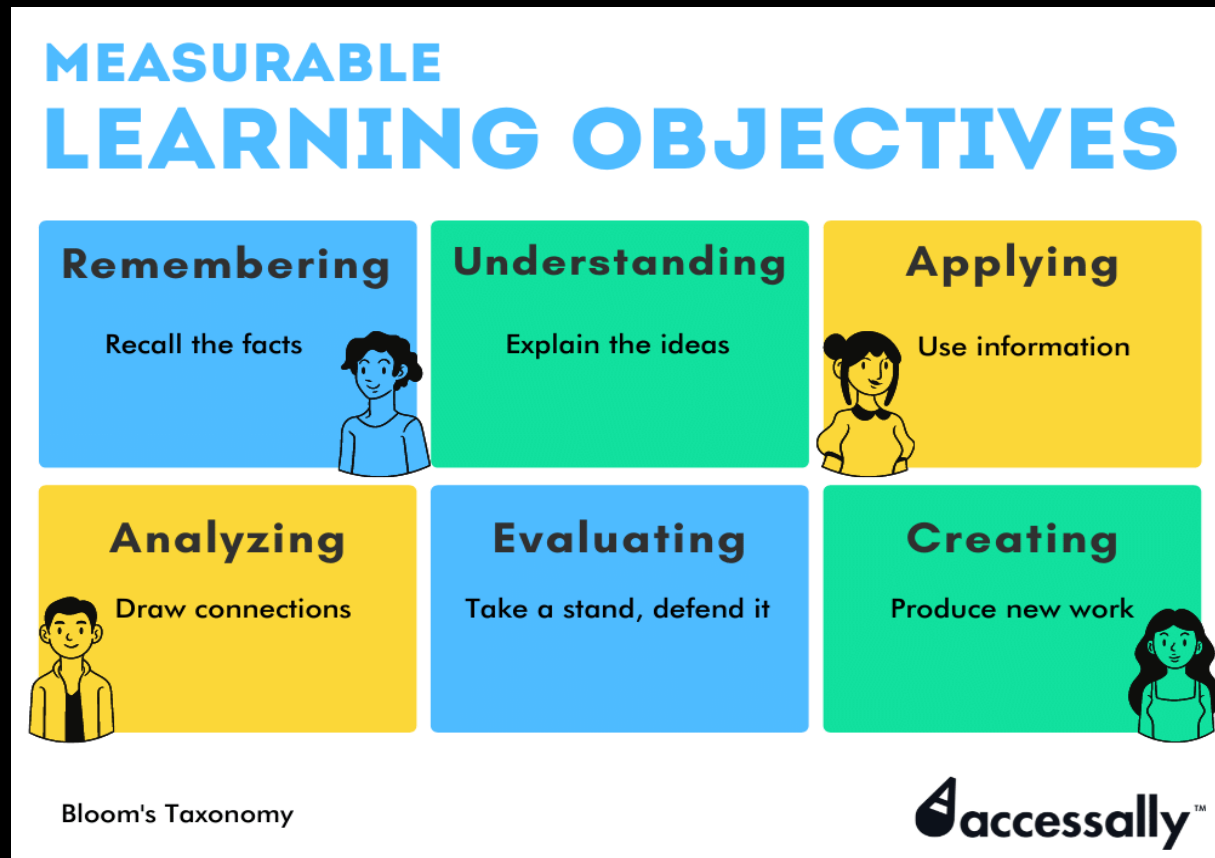 MEASURABLE
LEARNING OBJECTIVES
Remembering
Recall the facts
Understanding
Explain the ideas
Applying
Use information
Analyzing
Draw connections
Evaluating
Take a stand, defend it
Creating
Produce new work
Bloom's Taxonomy
accessally™